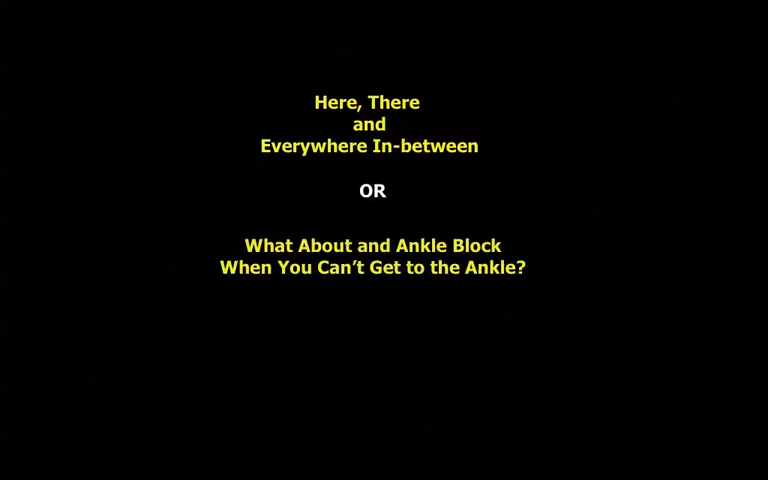 Here, There
and
Everywhere In-between
OR
What About and Ankle Block
When You Can't Get to the Ankle?